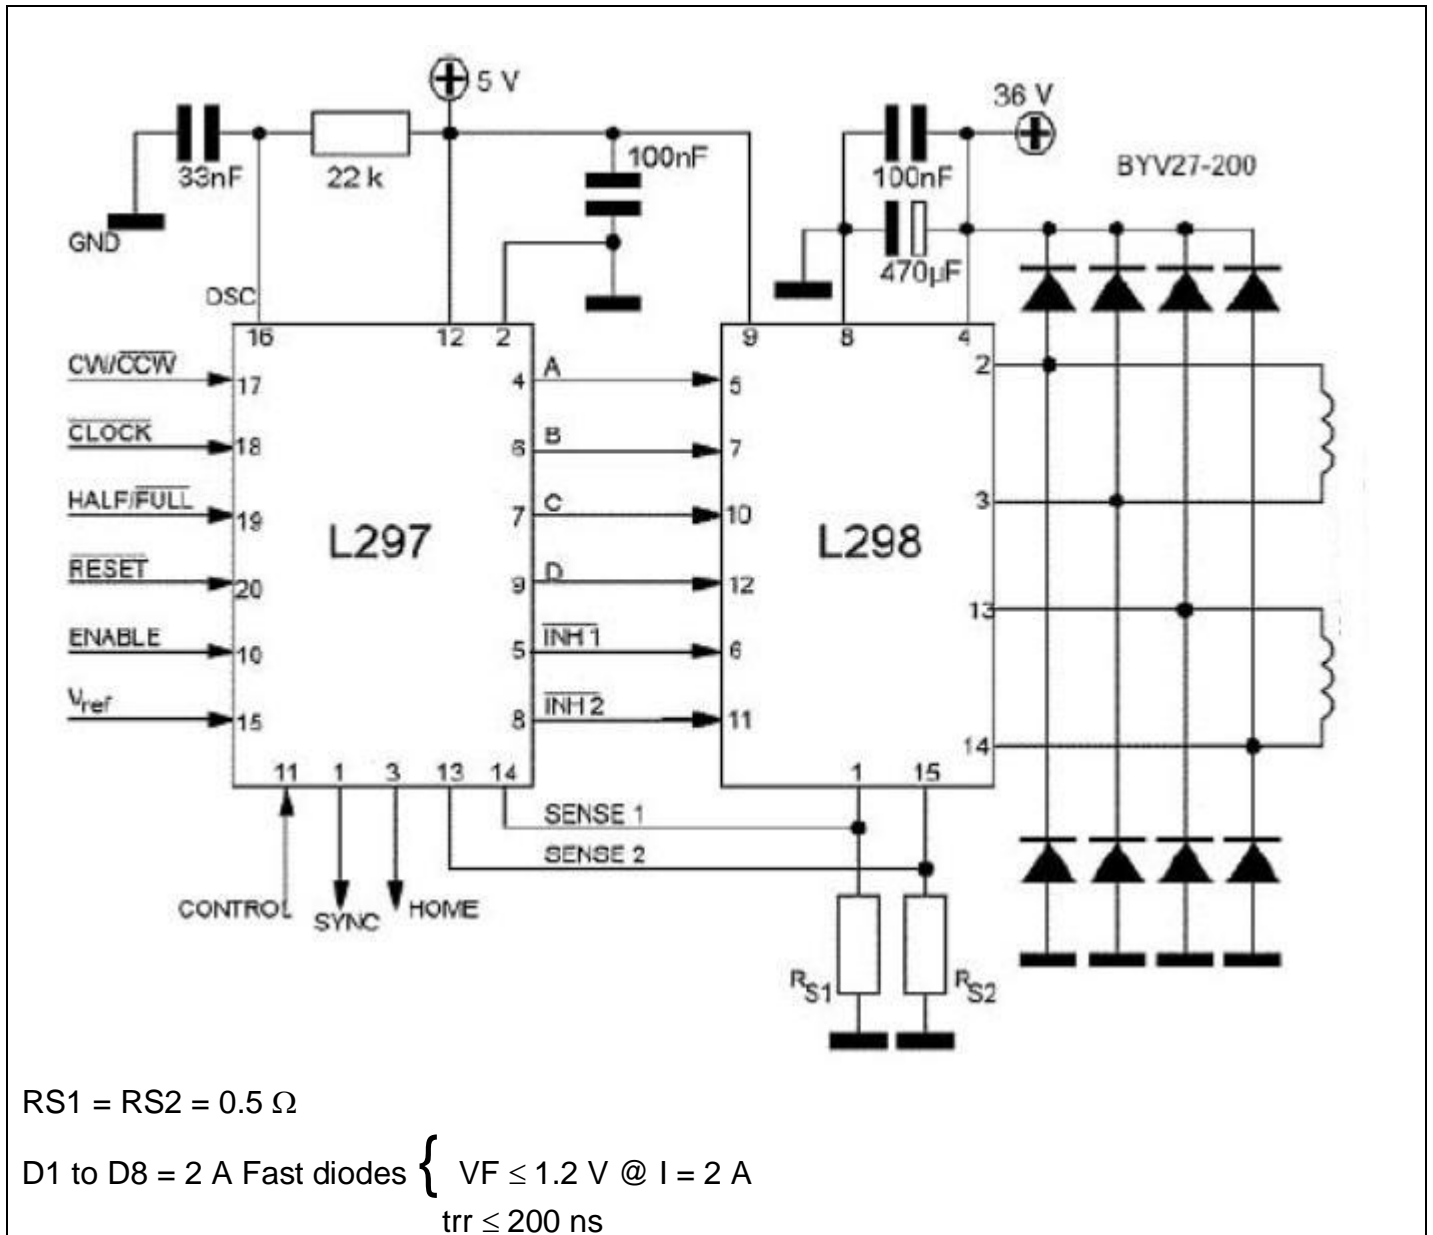 5 V
36 V
33nF
22 k
100nF
100nF
BYV27-200
GND
470µF
OSC
16
12
2
9
8
4
CW/CCW
17
4
A
5
2
CLOCK
18
6
B
7
HALF/FULL
19
7
C
10
3
L297
L298
RESET
20
9
D
12
13
ENABLE
10
5
INH 1
6
Vref
15
8
INH 2
11
14
11
1
3
13
14
1
15
SENSE 1
SENSE 2
CONTROL
SYNC
HOME
RS1
RS2
RS1 = RS2 = 0.5 Ω
D1 to D8 = 2 A Fast diodes { VF ≤ 1.2 V @ I = 2 A
trr ≤ 200 ns